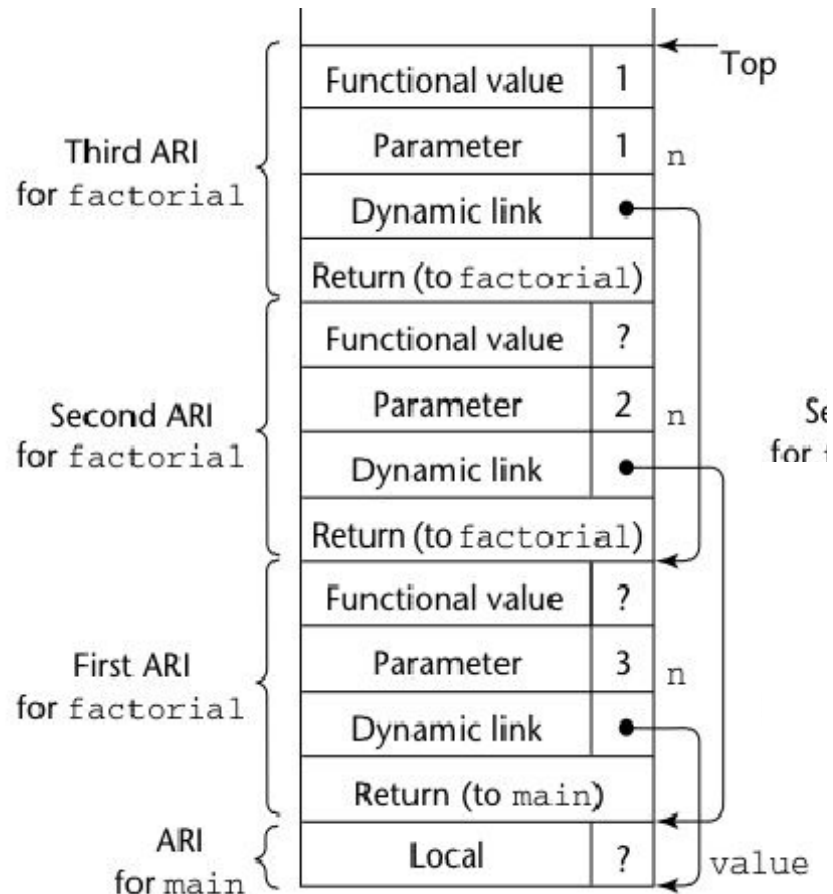 Top
Functional value 1
Third ARI
for factorial
Parameter 1 n
Dynamic link
Return (to factorial)
Functional value ?
Second ARI
for factorial
Parameter 2 n
Dynamic link
Return (to factorial)
Functional value ?
First ARI
for factorial
Parameter 3 n
Dynamic link
Return (to main)
ARI
for main
Local ? value